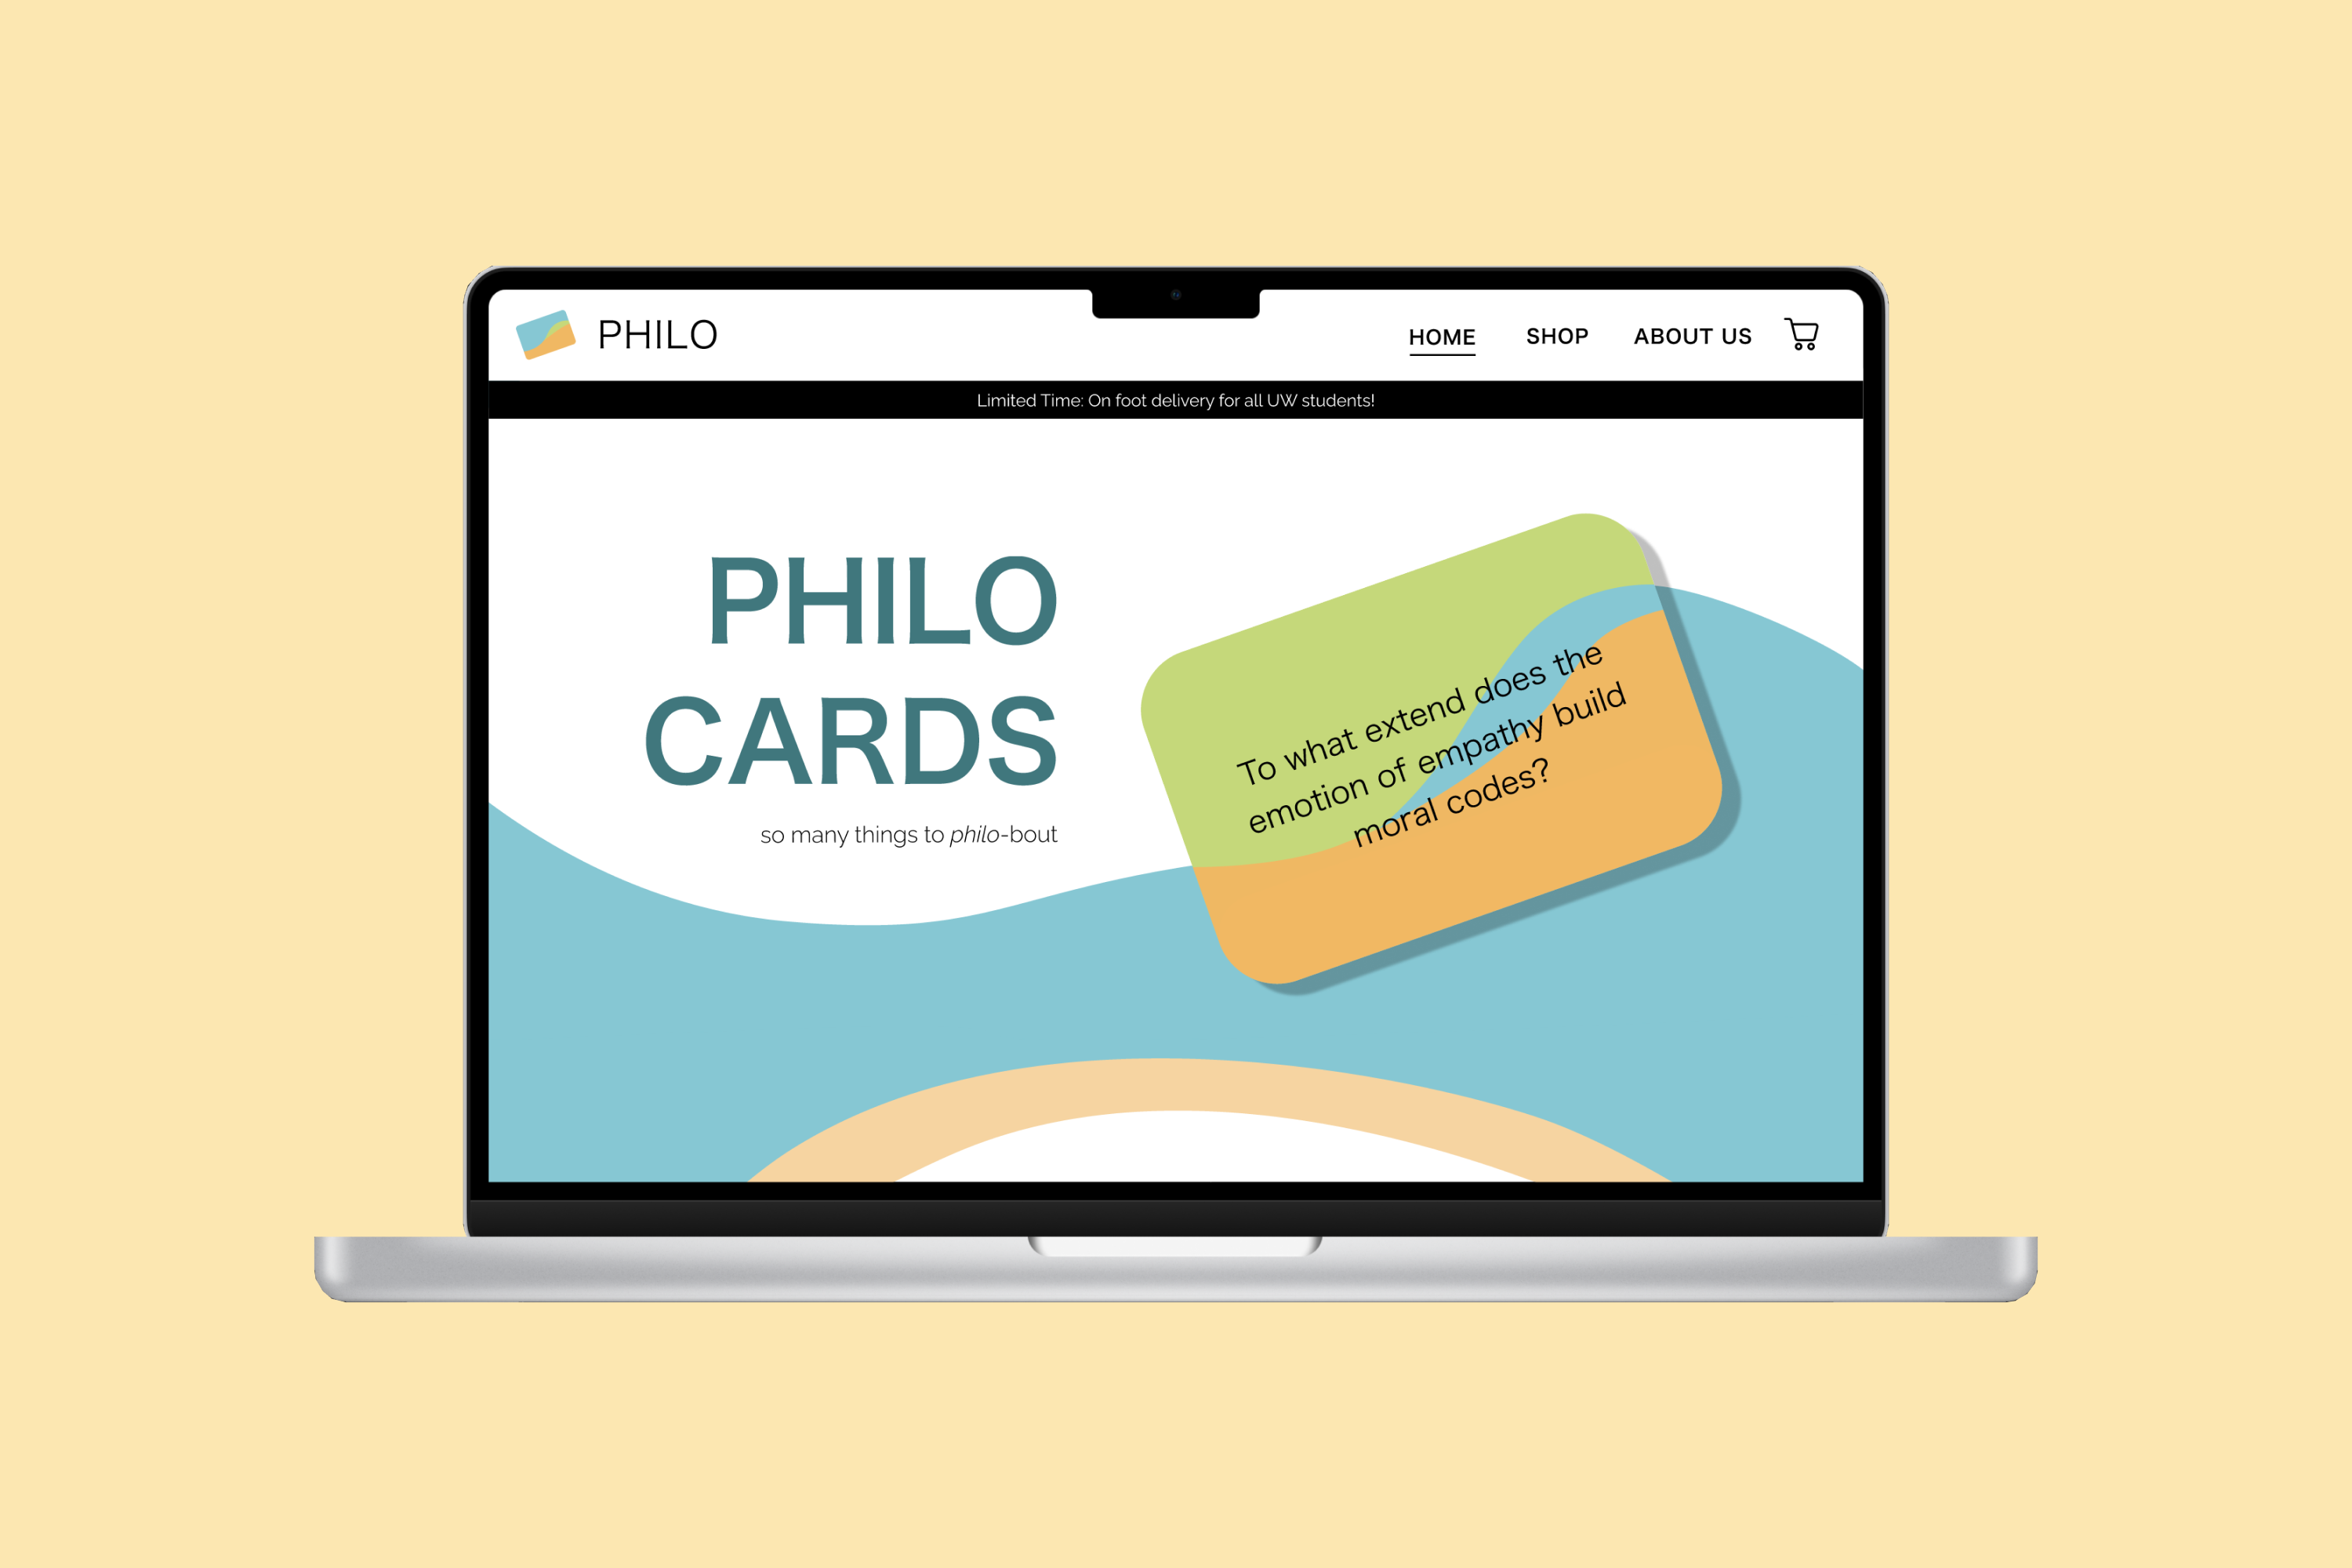 PHILO
HOME SHOP ABOUT US
Limited Time: On foot delivery for all UW students!
PHILO
CARDS
so many things to philo-bout
To what extend does the
emotion of empathy build
moral codes?